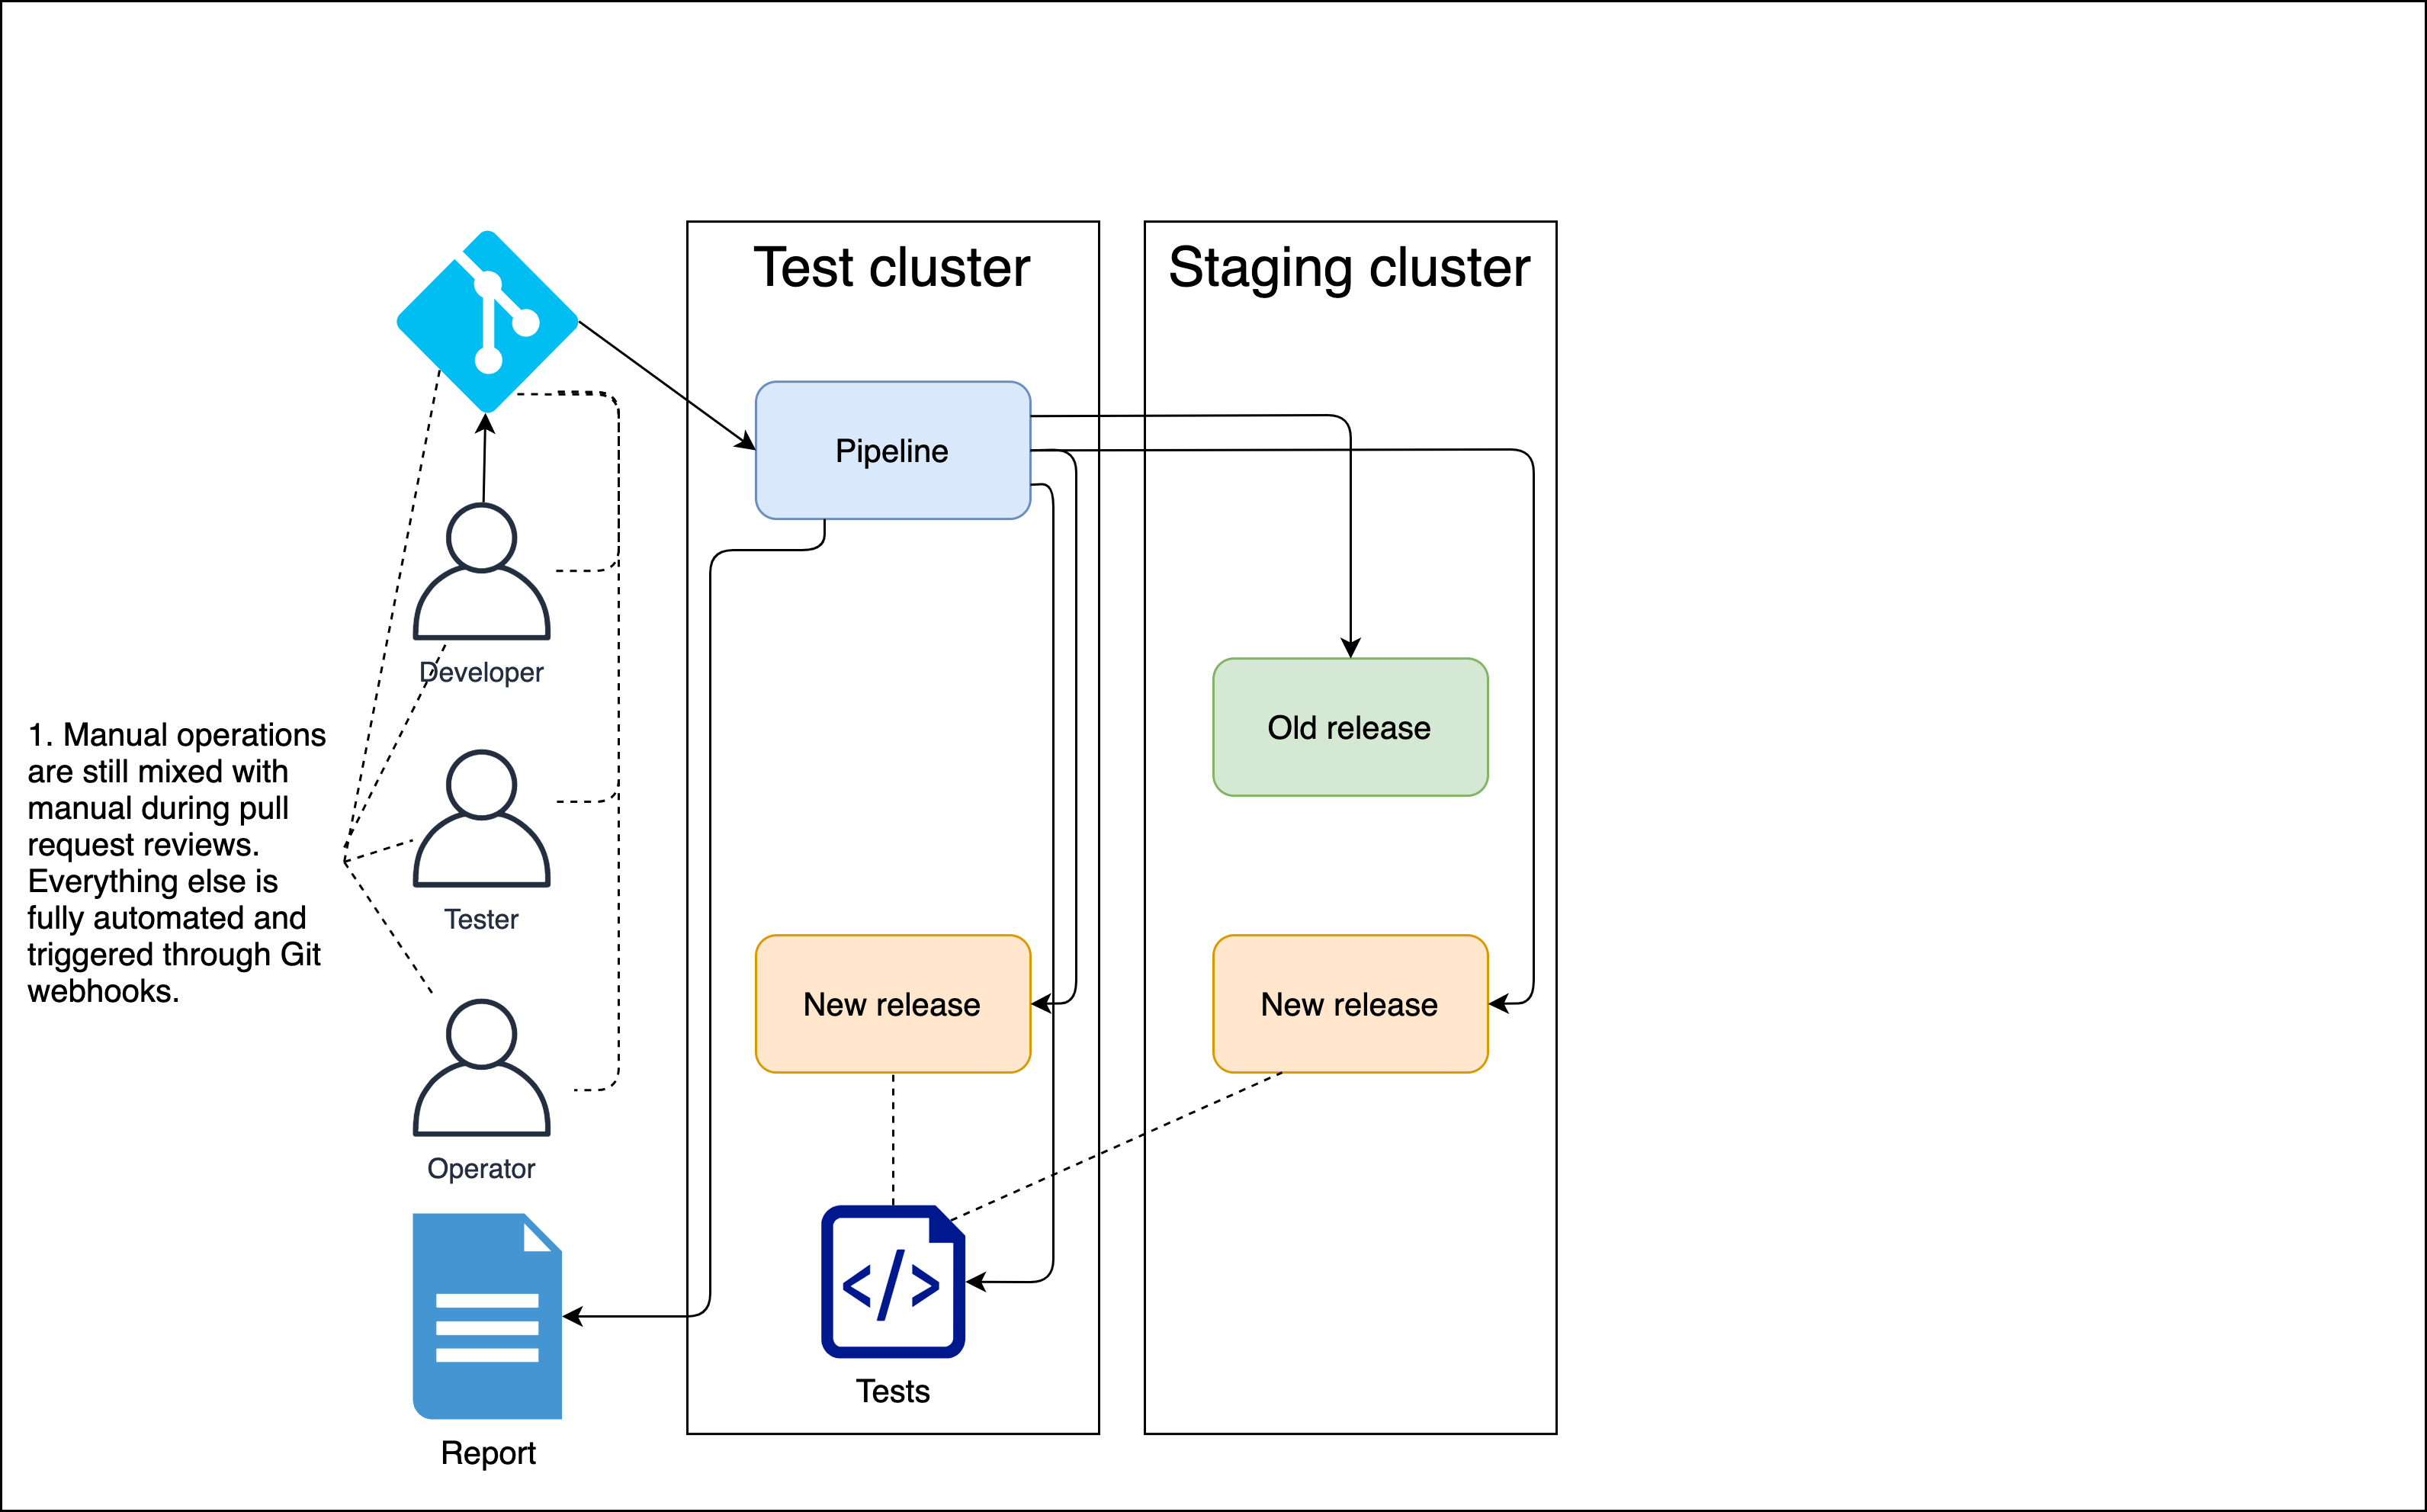 Test cluster
Staging cluster
Pipeline
Developer
1. Manual operations
are still mixed with
manual during pull
request reviews.
Everything else is
fully automated and
triggered through Git
webhooks.
Old release
Tester
New release
New release
Operator
</>
Tests
Report